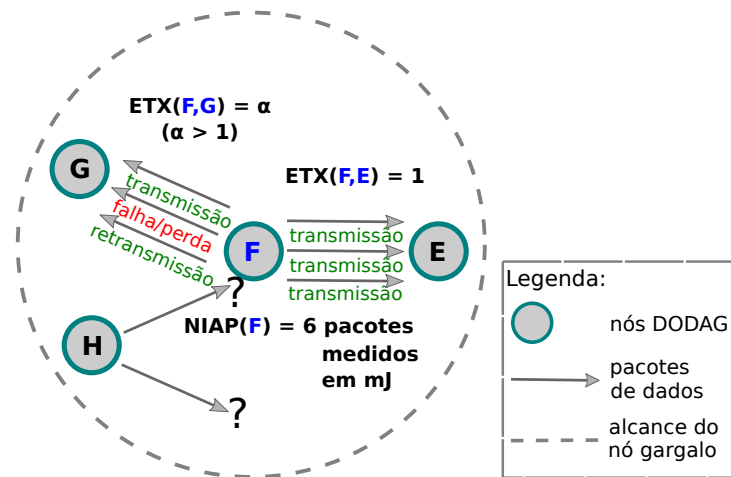 ETX(F,G) = α
(α > 1)
G
transmissão
falha/perda
retransmissão
ETX(F,E) = 1
F
transmissão
transmissão
transmissão
E
?
H
NIAP(F) = 6 pacotes
medidos
em mJ
?
Legenda:
nós DODAG
pacotes
de dados
alcance do
nó gargalo